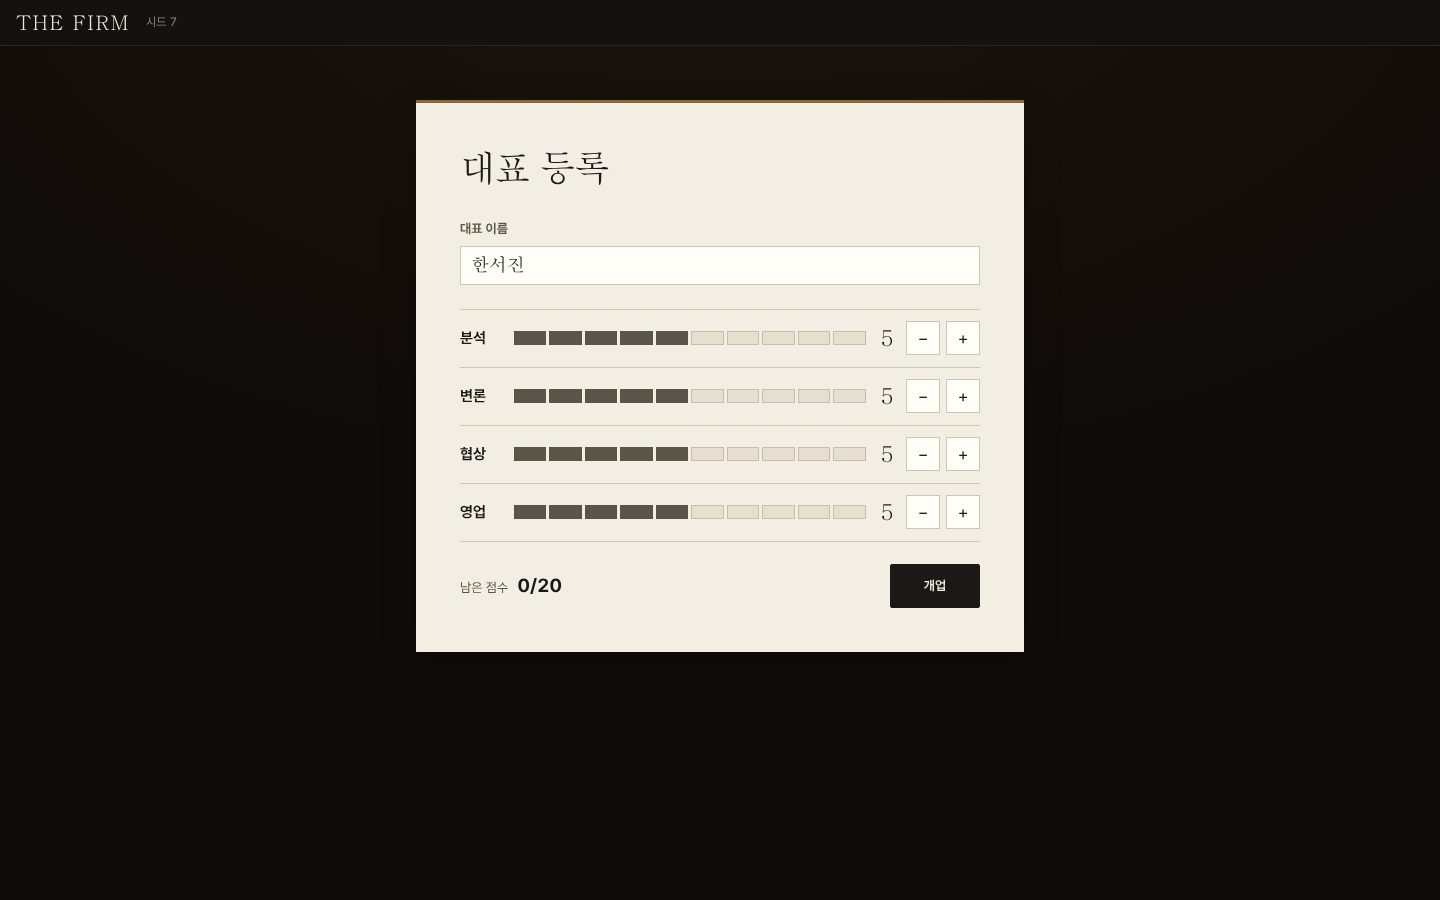 THE FIRM 시드 7
대표 등록
대표 이름
한서진
분석 5 − +
변론 5 − +
협상 5 − +
영업 5 − +
남은 점수 0/20 개업